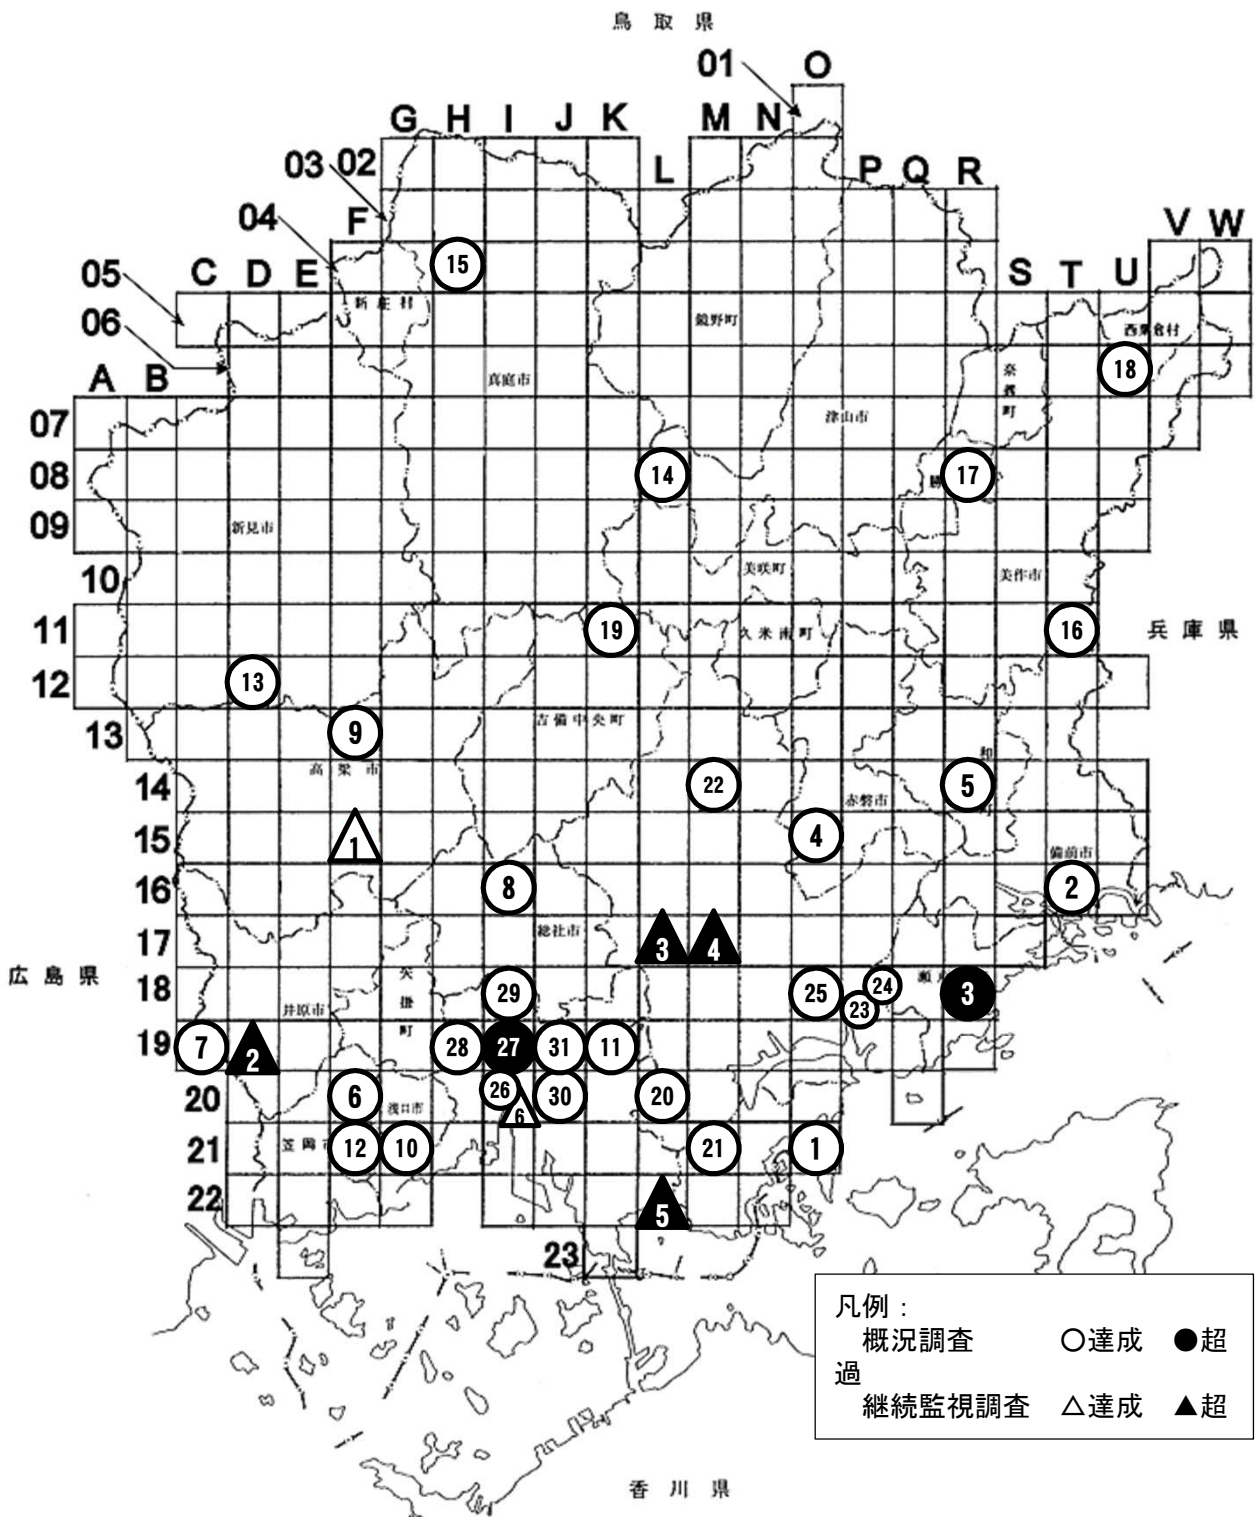 鳥 取 県
01
O
G H I J K M N
03 02
L
P Q R
F
04
V W
15
05
C D E
S T U
新 庄 村
06
鏡野町
西粟倉村
A B
真庭市
奈義町
18
07
津山市
08
14
勝
17
09
新見市
10
美咲町
美作市
11
19
久 米 南 町
16
兵 庫 県
12
13
13
9
吉 備 中 央 町
和
高 梁 市
14
22
赤磐市
5
町
15
1
4
備前市
16
8
2
17
総社市
3
4
広 島 県
矢掛町
18
29
25
24
瀬戸
3
23
井原市
19
7
2
28
27
31
11
20
6
浅口市
26
6
30
20
21
笠 岡 市
12
10
21
1
22
5
23
凡例：
概況調査 ○達成 ●超
過
継続監視調査 △達成 ▲超
香 川 県